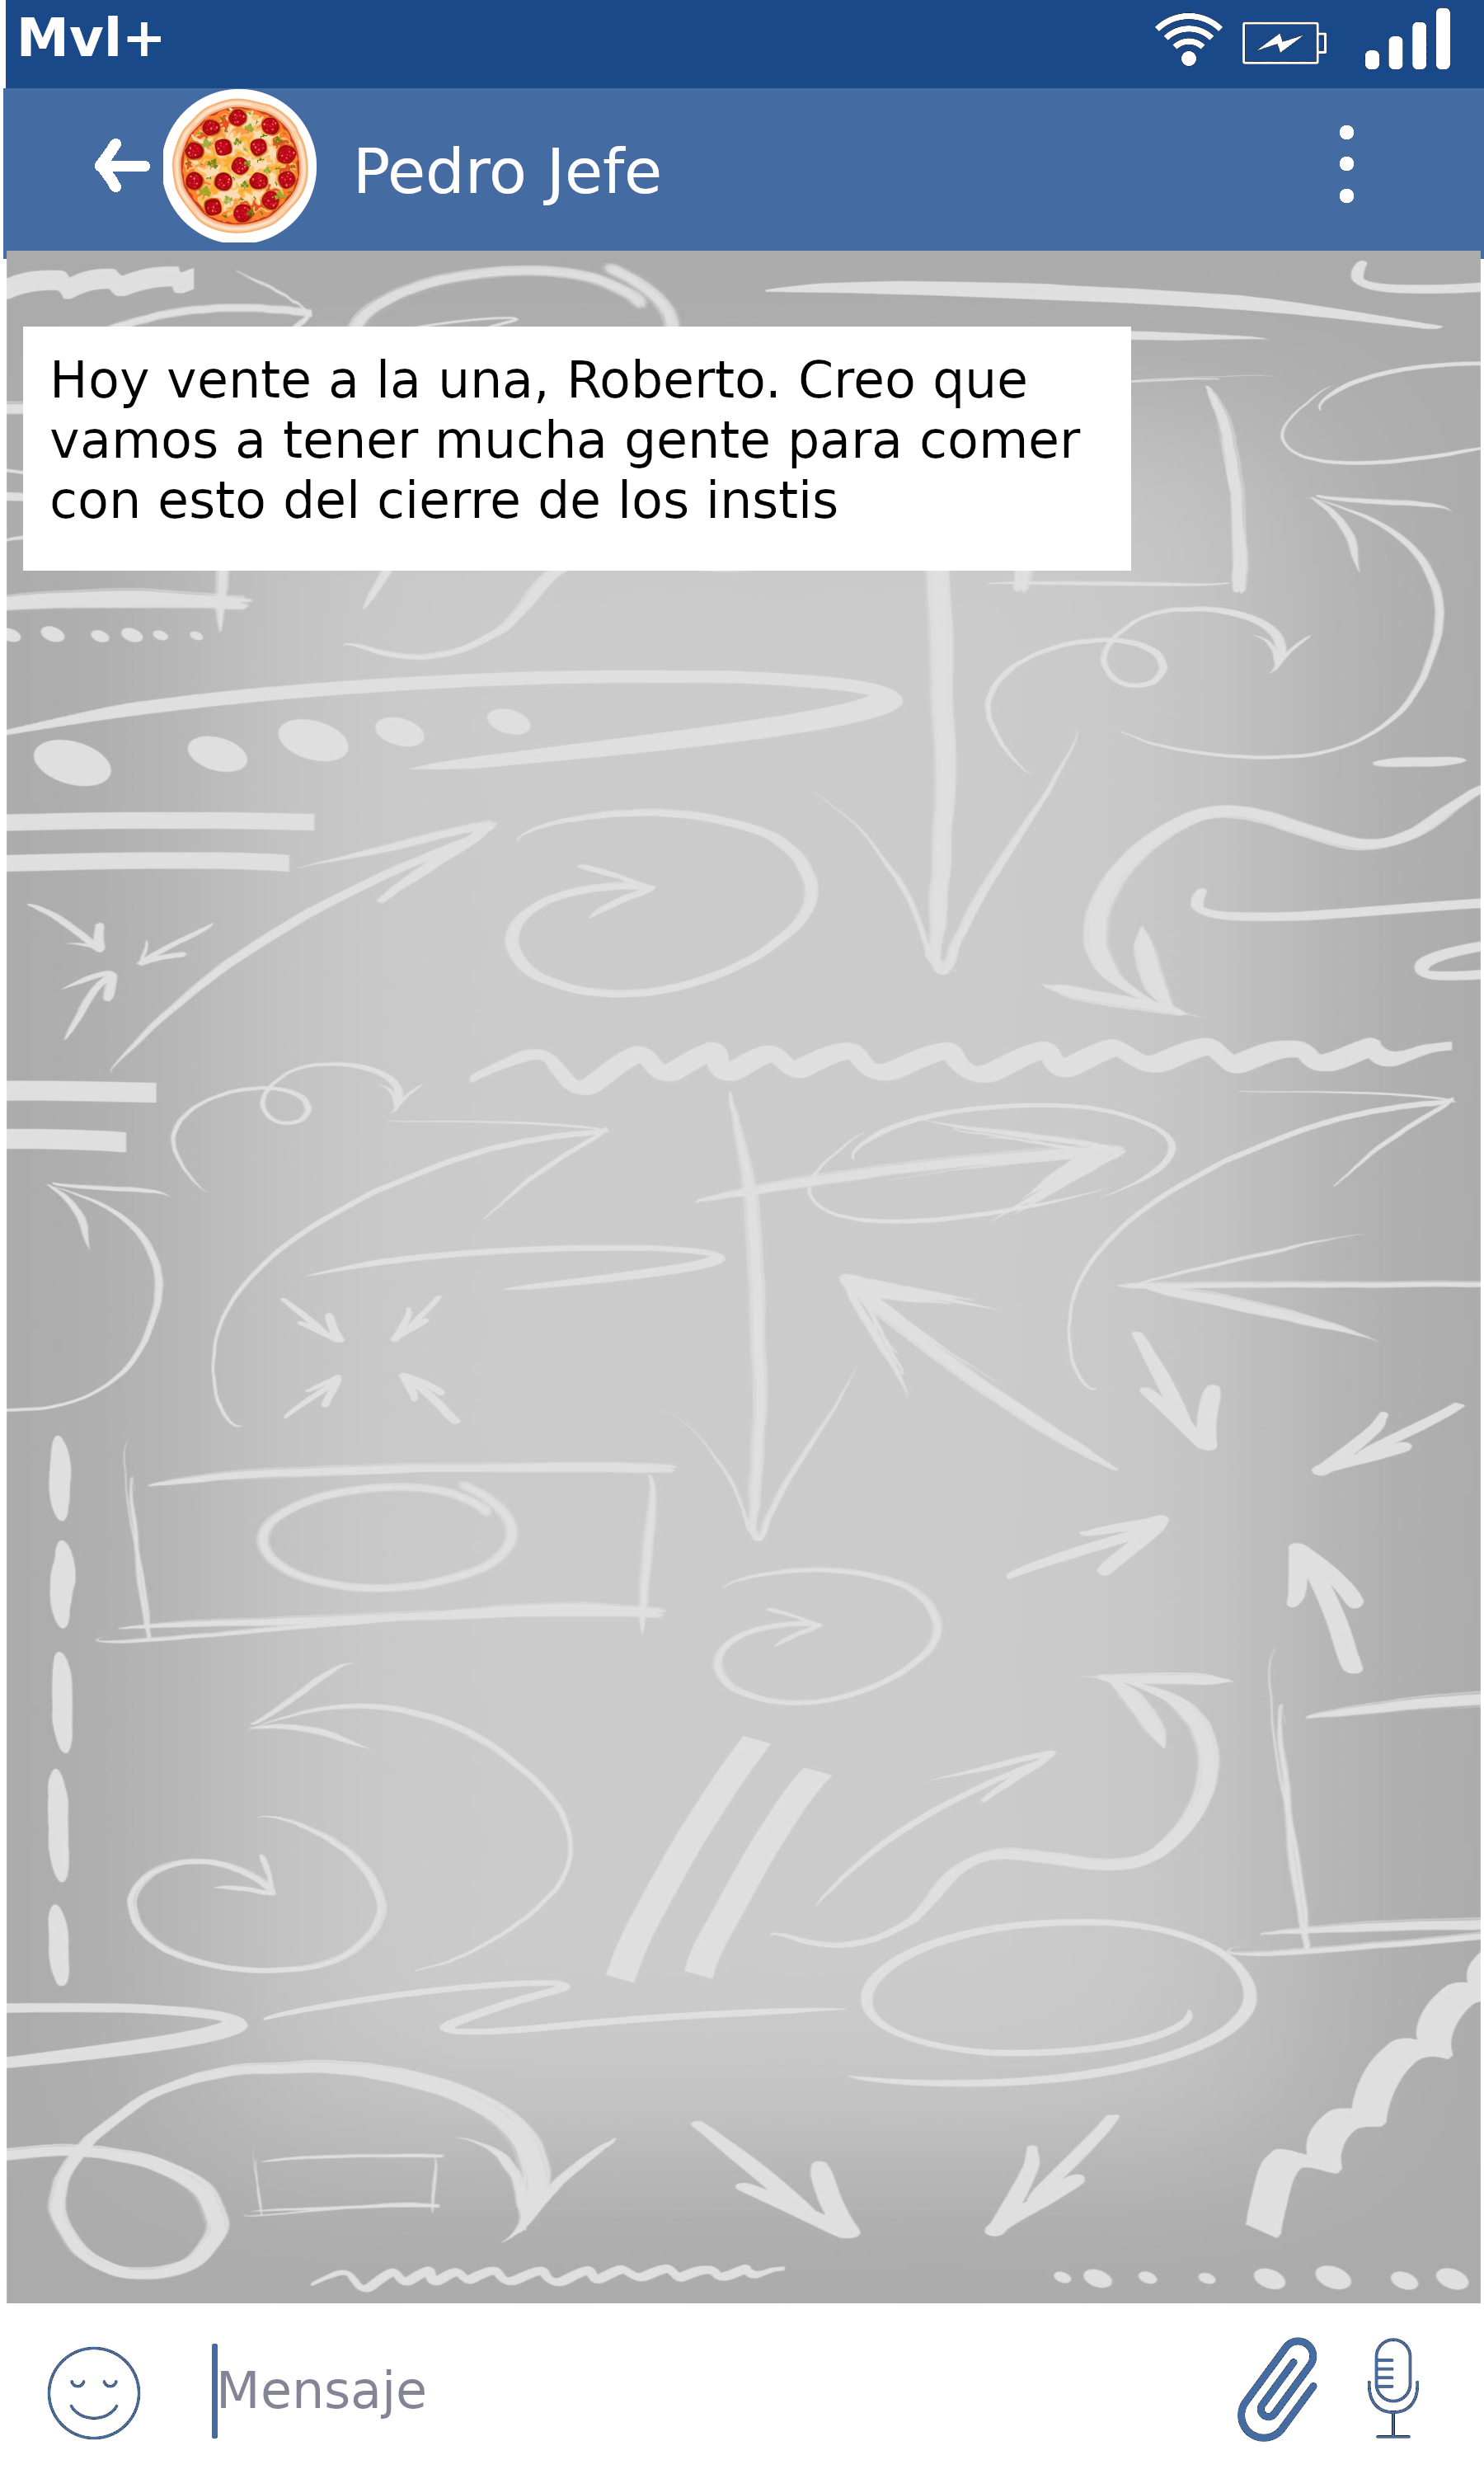 Mvl+
Pedro Jefe
Hoy vente a la una, Roberto. Creo que
vamos a tener mucha gente para comer
con esto del cierre de los instis
Mensaje